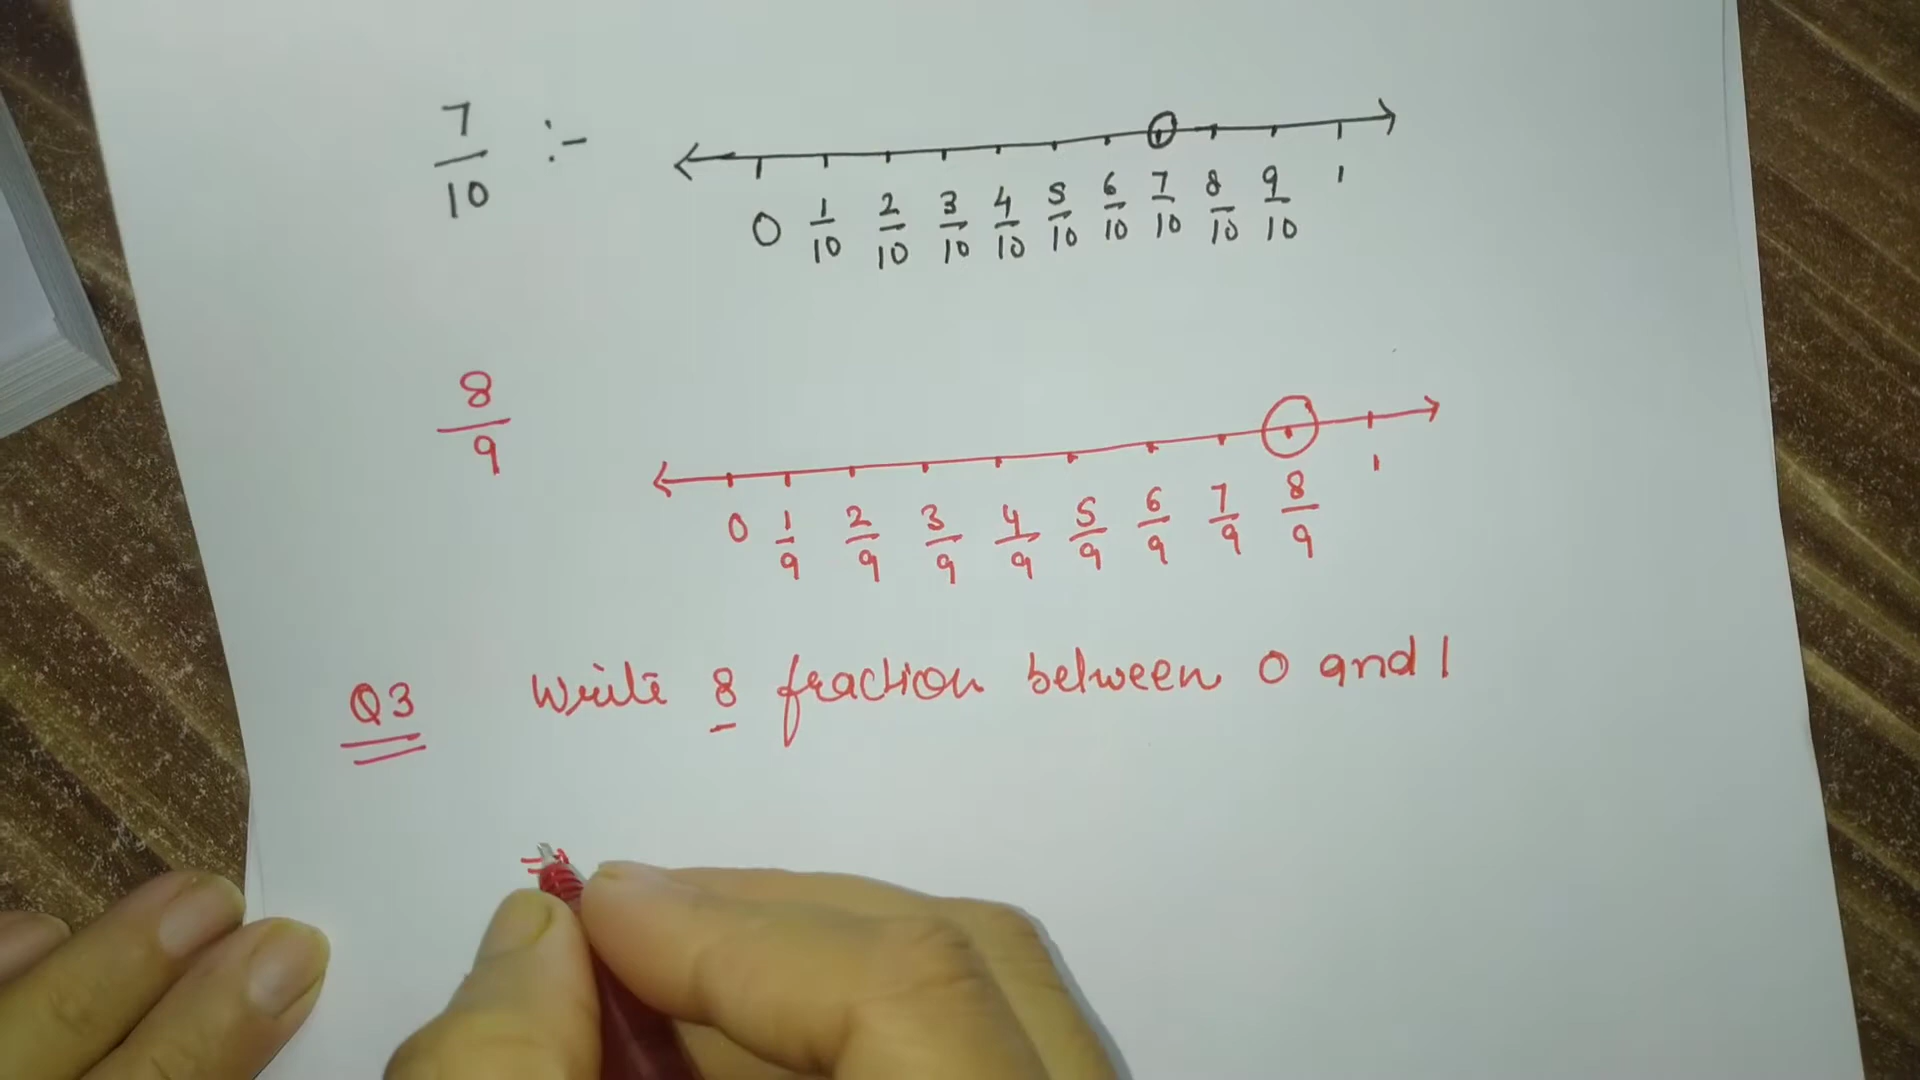 7/10 :-
0 1/10 2/10 3/10 4/10 5/10 6/10 7/10 8/10 9/10 1
8/9
0 1/9 2/9 3/9 4/9 5/9 6/9 7/9 8/9 1
Q3 Write 8 fraction between 0 and 1